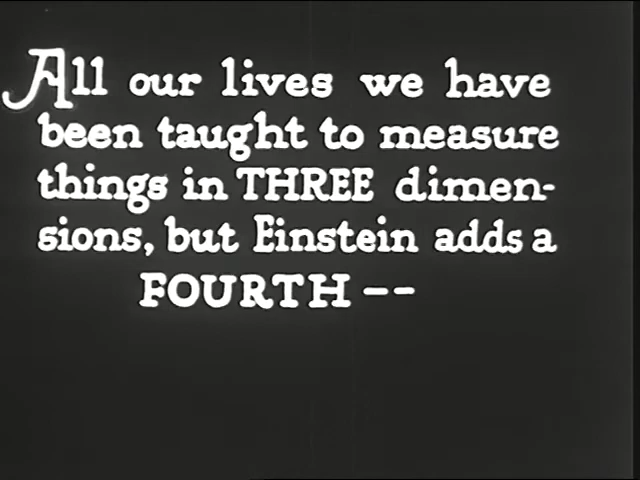 All our lives we have
been taught to measure
things in THREE dimen-
sions, but Einstein adds a
FOURTH --